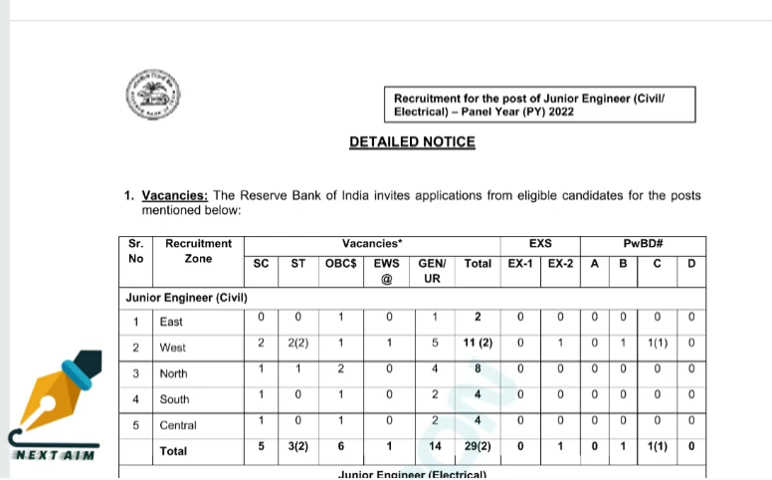 Recruitment for the post of Junior Engineer (Civil/
Electrical) – Panel Year (PY) 2022
DETAILED NOTICE
1. Vacancies: The Reserve Bank of India invites applications from eligible candidates for the posts
mentioned below:
Sr. No Recruitment Zone Vacancies* EXS PwBD#
SC ST OBC$ EWS @ GEN/ UR Total EX-1 EX-2 A B C D
Junior Engineer (Civil)
1 East 0 0 1 0 1 2 0 0 0 0 0 0
2 West 2 2(2) 1 1 5 11 (2) 0 1 0 1 1(1) 0
3 North 1 1 2 0 4 8 0 0 0 0 0 0
4 South 1 0 1 0 2 4 0 0 0 0 0 0
5 Central 1 0 1 0 2 4 0 0 0 0 0 0
Total 5 3(2) 6 1 14 29(2) 0 1 0 1 1(1) 0
Junior Engineer (Electrical)
NEXT AIM